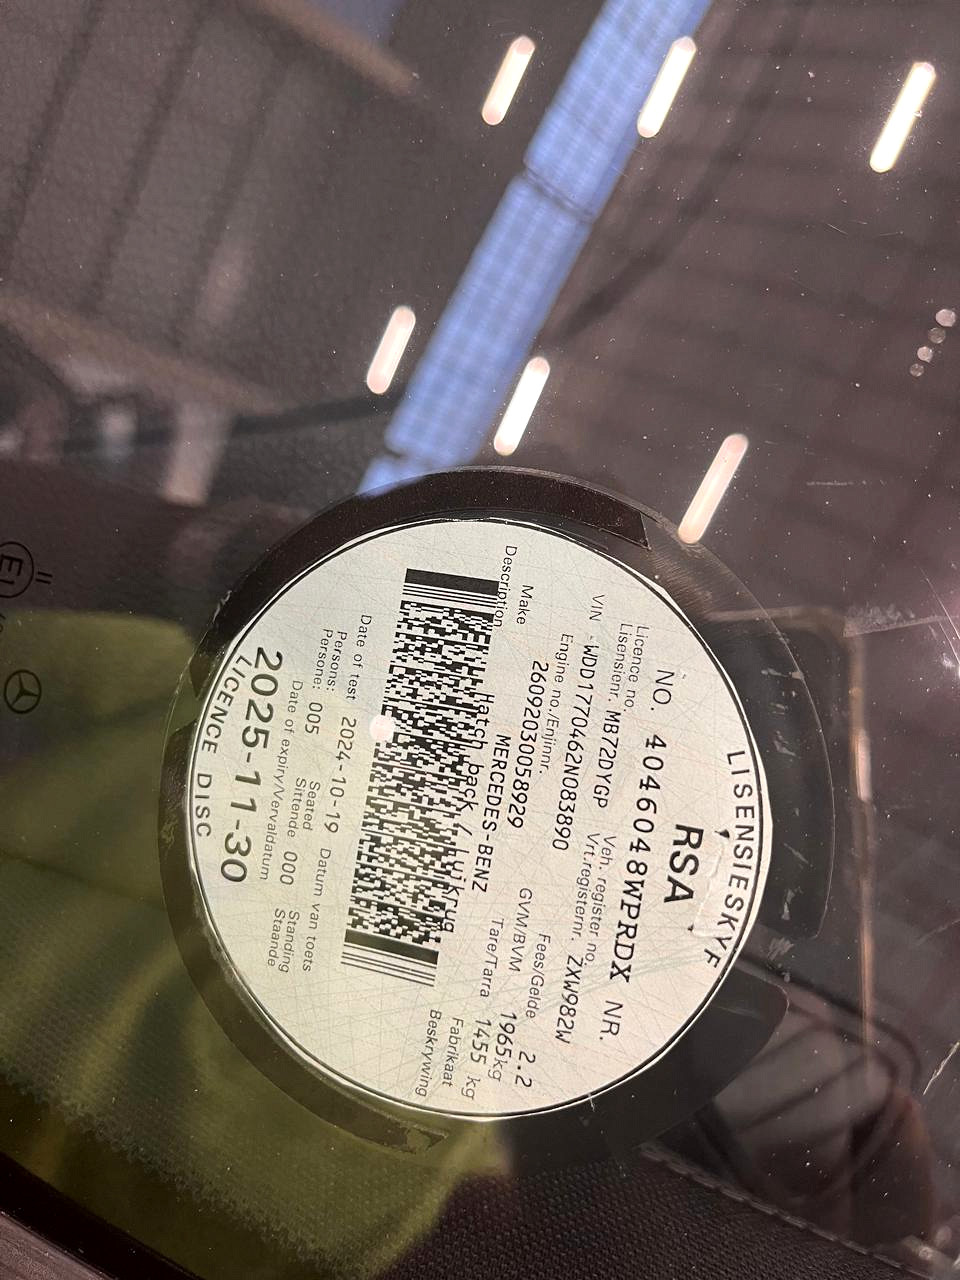 LISENSIESKYF
RSA
NO. 4046048WPRDX NR.
Licence no. Veh. register no.
Lisensienr. MB72DYGP Vrt.registernr. ZXW982W
VIN WDD1770462N083890
Engine no./Enjinnr. Fees/Gelde 2.2
26092030058929 GVM/BVM 1965kg
Make MERCEDES-BENZ Tare/Tarra 1455 kg
Fabrikaat
Description Hatch back / Luikrug Beskrywing
Date of test 2024-10-19 Datum van toets
Persons: Seated Standing
Persone: 005 Sittende 000 Staande
Date of expiry/Vervaldatum
2025-11-30
LICENCE DISC
E1